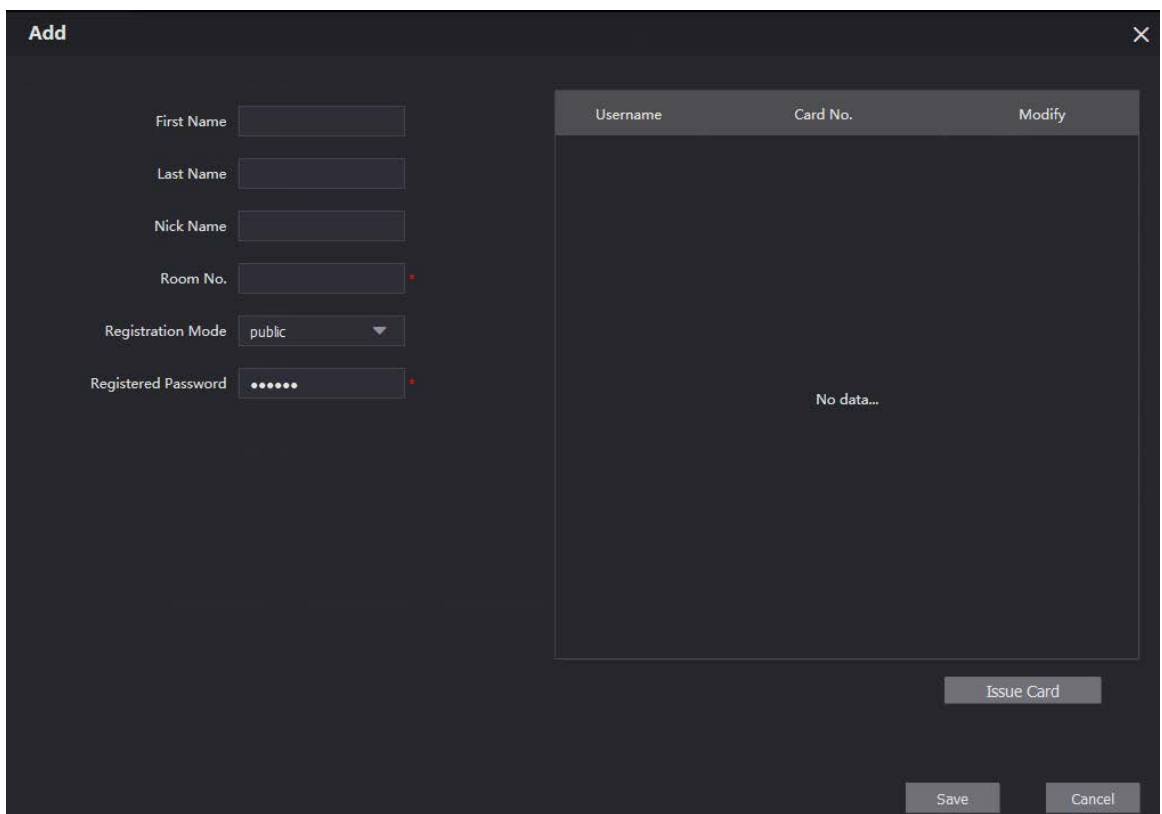 Add
First Name
Last Name
Nick Name
Room No. *
Registration Mode public
Registered Password •••••• *
Username Card No. Modify
No data...
Issue Card
Save Cancel